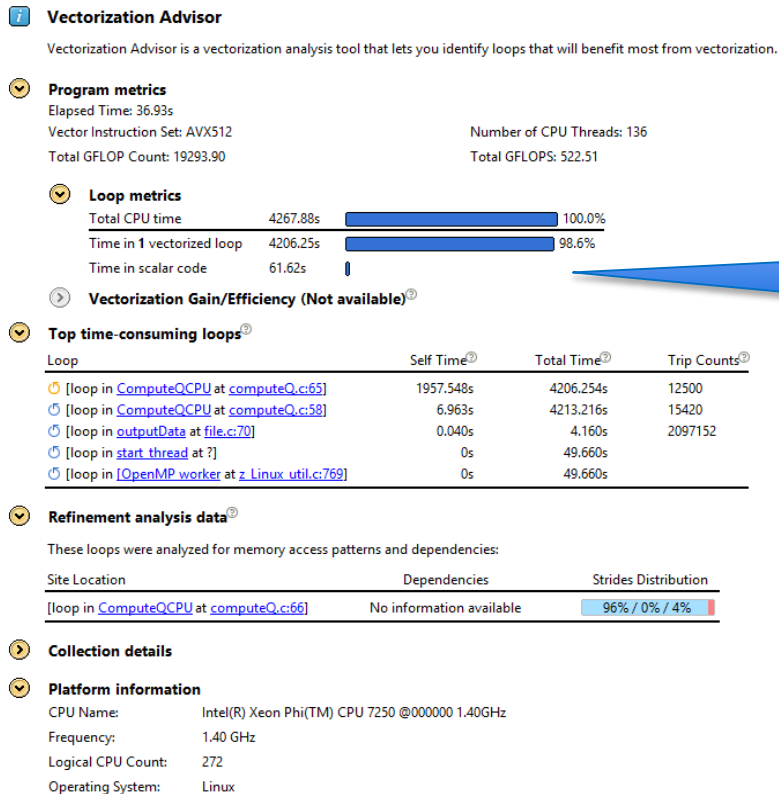 Vectorization Advisor
Vectorization Advisor is a vectorization analysis tool that lets you identify loops that will benefit most from vectorization.
Program metrics
Elapsed Time: 36.93s
Vector Instruction Set: AVX512 Number of CPU Threads: 136
Total GFLOP Count: 19293.90 Total GFLOPS: 522.51
Loop metrics
Total CPU time 4267.88s 100.0%
Time in 1 vectorized loop 4206.25s 98.6%
Time in scalar code 61.62s
Vectorization Gain/Efficiency (Not available)
Top time-consuming loops
Loop Self Time Total Time Trip Counts
[loop in ComputeQCPU at computeQ.c:65] 1957.548s 4206.254s 12500
[loop in ComputeQCPU at computeQ.c:58] 6.963s 4213.216s 15420
[loop in outputData at file.c:70] 0.040s 4.160s 2097152
[loop in start_thread at ?] 0s 49.660s
[loop in [OpenMP worker at z_Linux_util.c:769] 0s 49.660s
Refinement analysis data
These loops were analyzed for memory access patterns and dependencies:
Site Location Dependencies Strides Distribution
[loop in ComputeQCPU at computeQ.c:66] No information available 96% / 0% / 4%
Collection details
Platform information
CPU Name: Intel(R) Xeon Phi(TM) CPU 7250 @000000 1.40GHz
Frequency: 1.40 GHz
Logical CPU Count: 272
Operating System: Linux